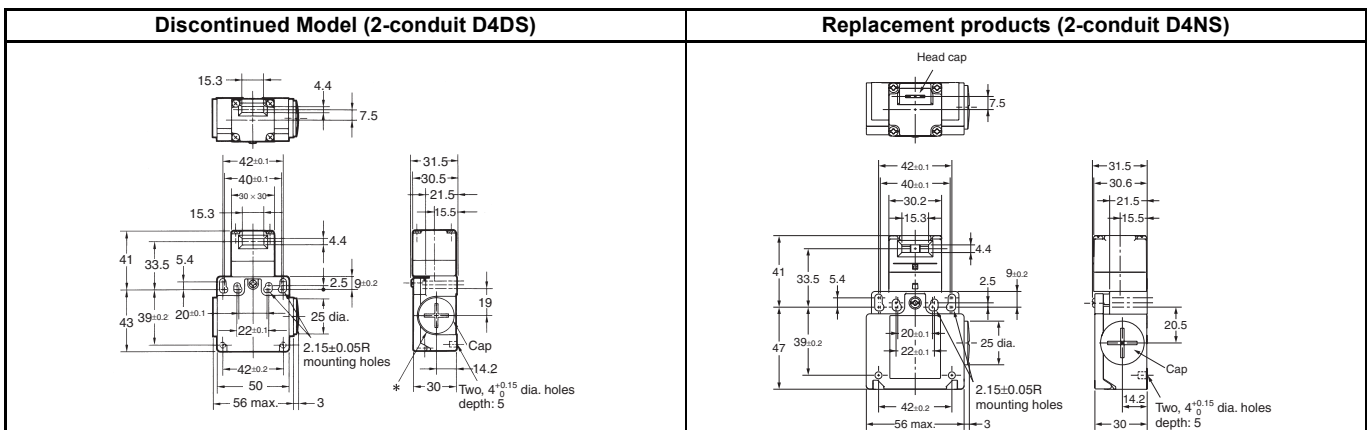 Discontinued Model (2-conduit D4DS)
15.3
4.4
7.5
42±0.1
40±0.1
30 × 30
15.3
4.4
41
33.5
5.4
2.5
9±0.2
43
39±0.2
20±0.1
22±0.1
25 dia.
2.15±0.05R
mounting holes
42±0.2
50
56 max.
3
31.5
30.5
21.5
15.5
19
Cap
14.2
*
30
Two, 4 +0.15 0 dia. holes
depth: 5
Replacement products (2-conduit D4NS)
Head cap
7.5
42±0.1
40±0.1
30.2
15.3
4.4
41
33.5
5.4
2.5
9±0.2
47
39±0.2
20±0.1
22±0.1
25 dia.
2.15±0.05R
mounting holes
42±0.2
56 max.
3
31.5
30.6
21.5
15.5
20.5
Cap
14.2
30
Two, 4 +0.15 0 dia. holes
depth: 5